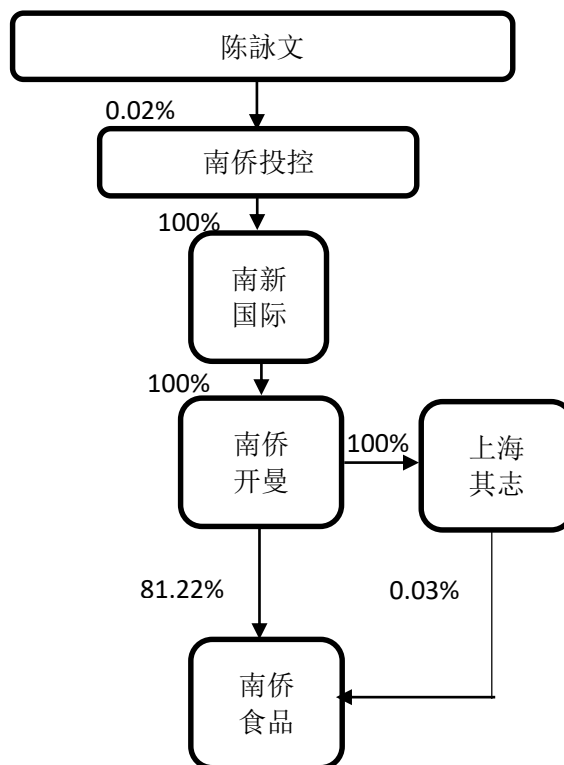 陈詠文
0.02%
南侨投控
100%
南新
国际
100%
南侨
开曼
100%
上海
其志
81.22%
0.03%
南侨
食品